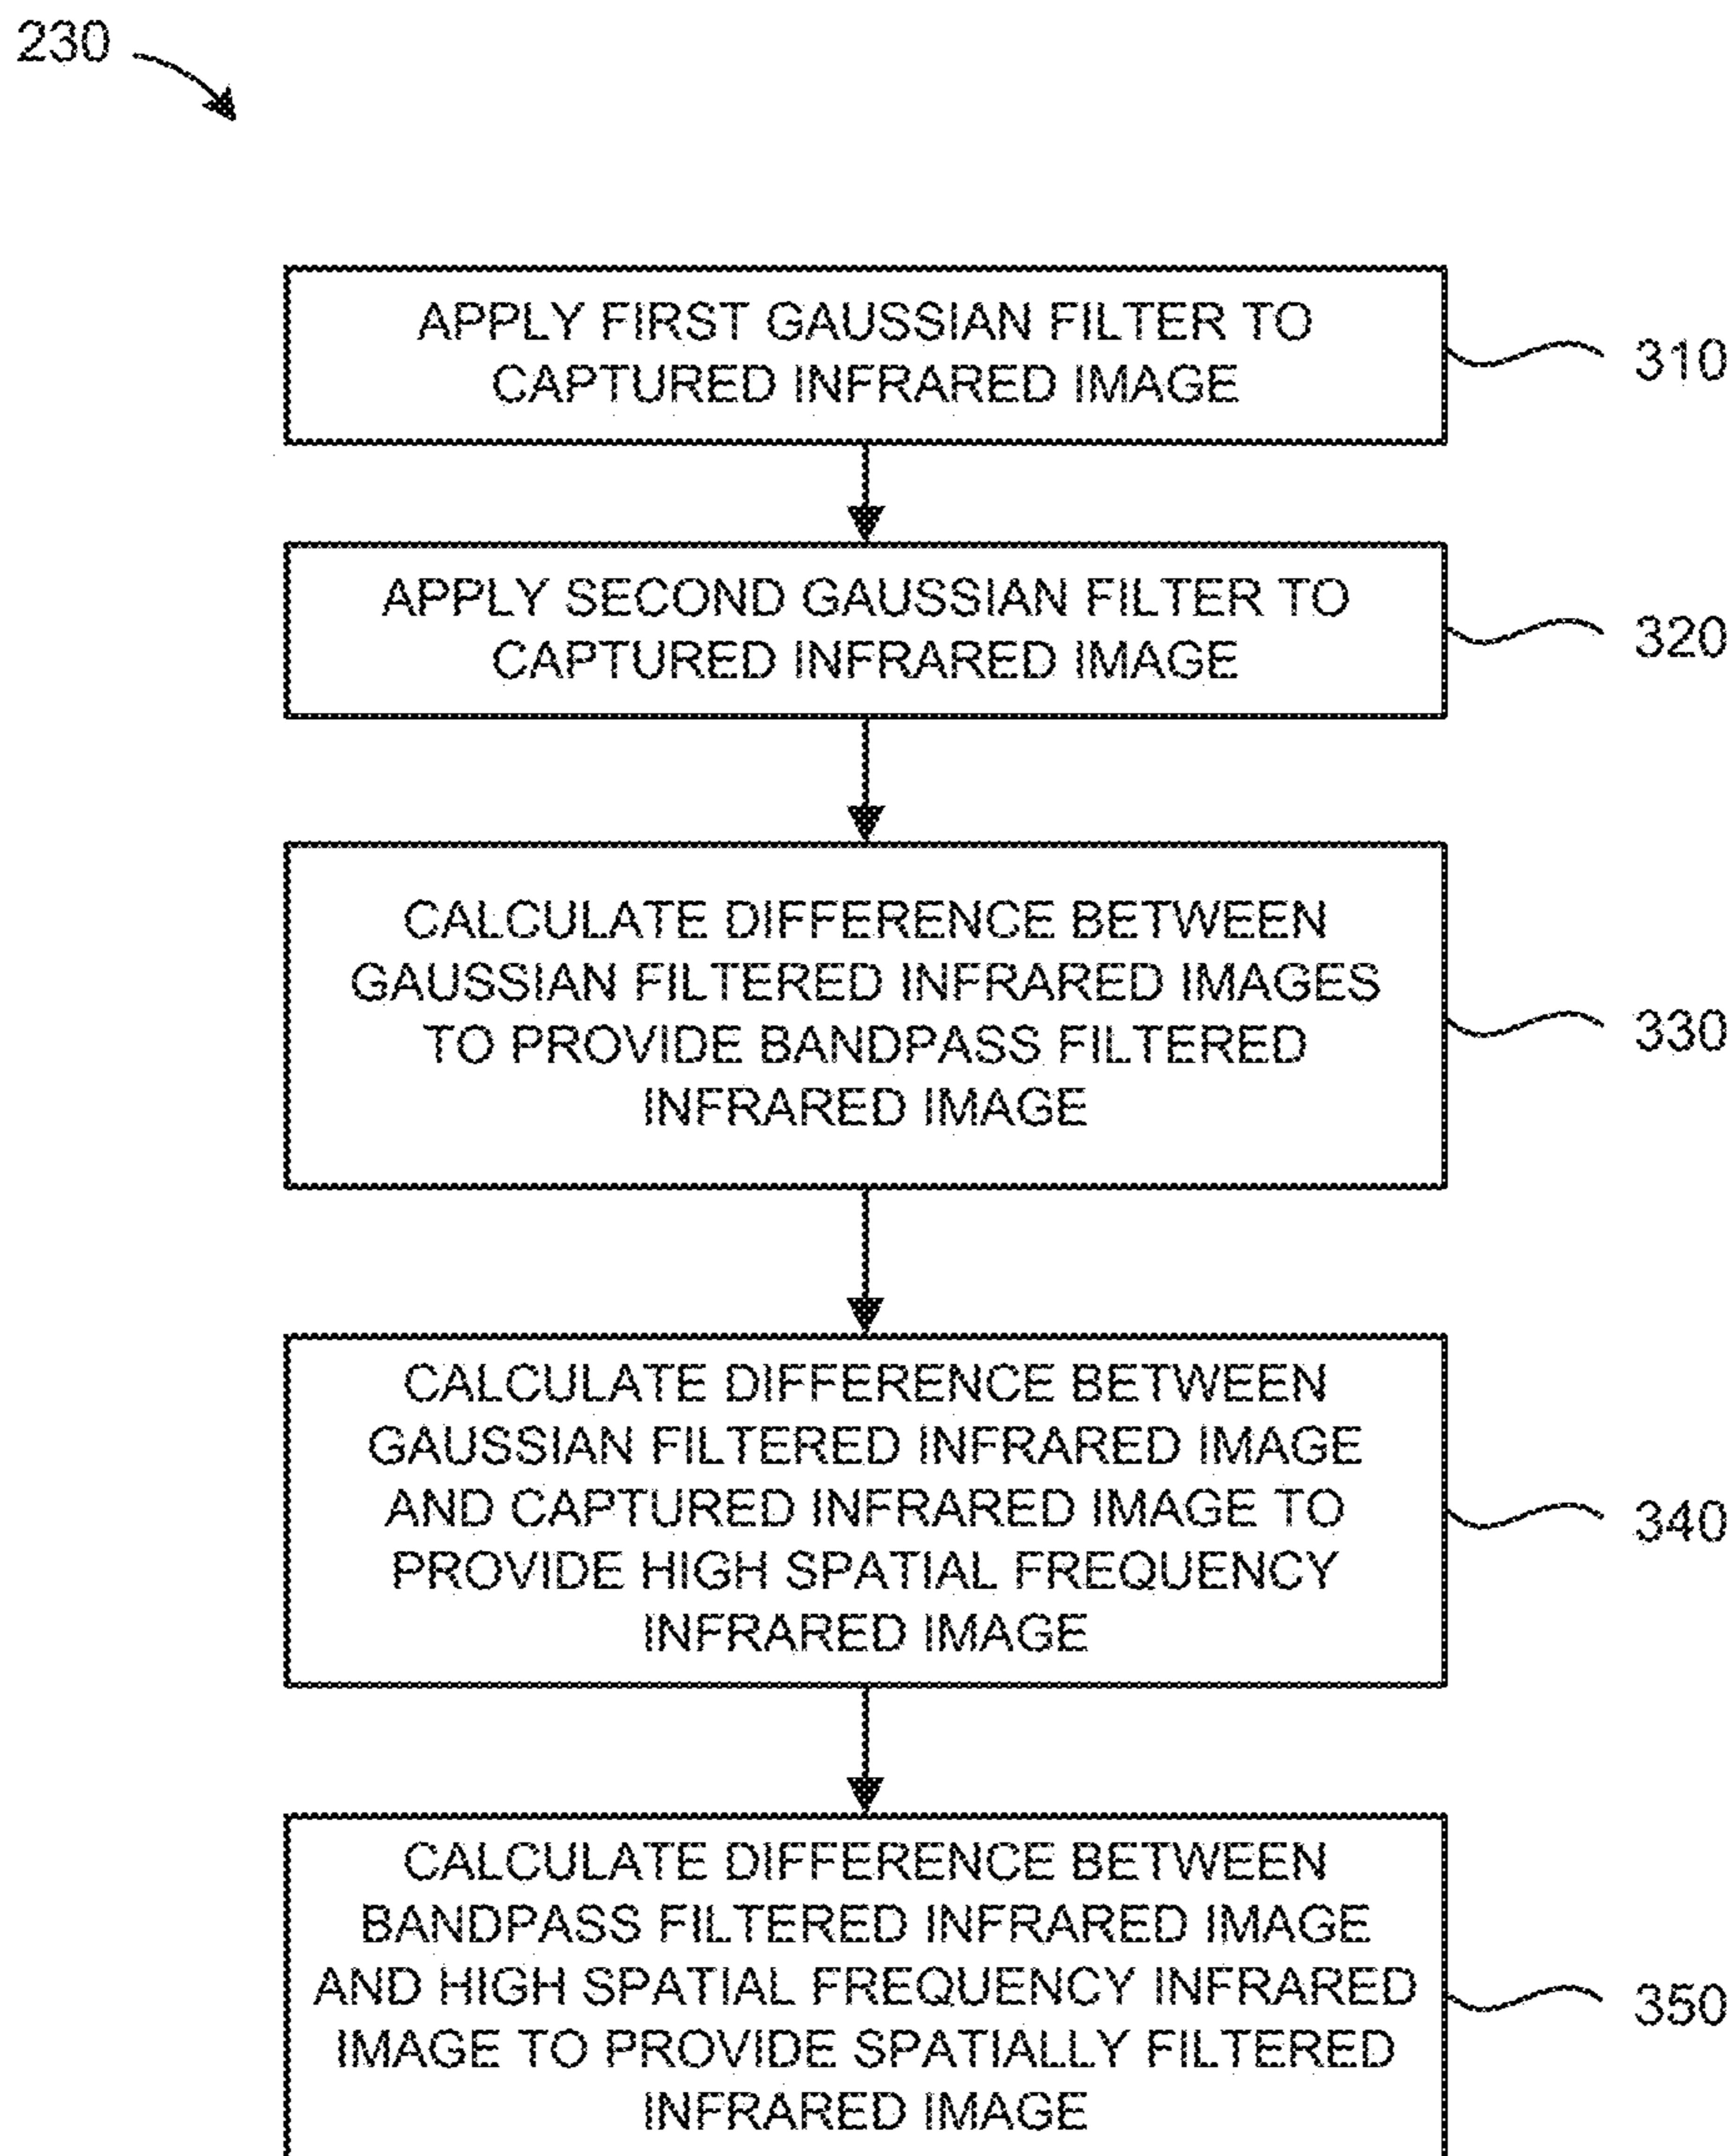 230
APPLY FIRST GAUSSIAN FILTER TO
CAPTURED INFRARED IMAGE
310
APPLY SECOND GAUSSIAN FILTER TO
CAPTURED INFRARED IMAGE
320
CALCULATE DIFFERENCE BETWEEN
GAUSSIAN FILTERED INFRARED IMAGES
TO PROVIDE BANDPASS FILTERED
INFRARED IMAGE
330
CALCULATE DIFFERENCE BETWEEN
GAUSSIAN FILTERED INFRARED IMAGE
AND CAPTURED INFRARED IMAGE TO
PROVIDE HIGH SPATIAL FREQUENCY
INFRARED IMAGE
340
CALCULATE DIFFERENCE BETWEEN
BANDPASS FILTERED INFRARED IMAGE
AND HIGH SPATIAL FREQUENCY INFRARED
IMAGE TO PROVIDE SPATIALLY FILTERED
INFRARED IMAGE
350